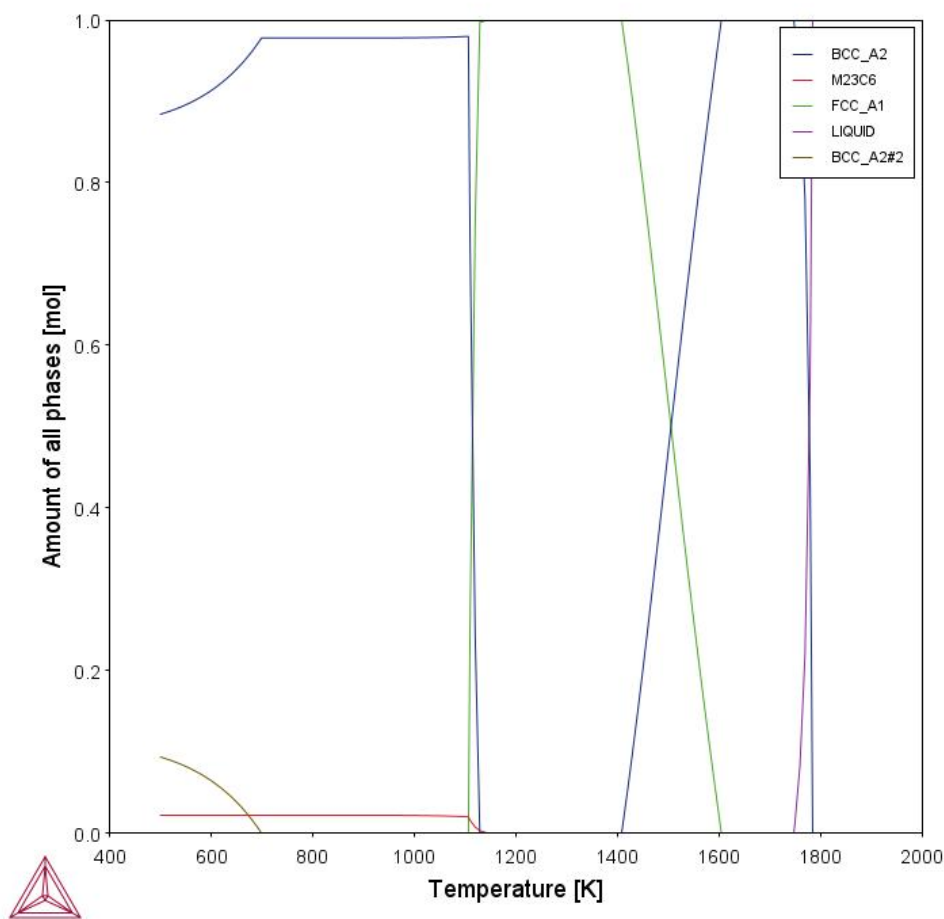 1.0
0.8
0.6
0.4
0.2
0.0
Amount of all phases [mol]
BCC_A2
M23C6
FCC_A1
LIQUID
BCC_A2#2
400 600 800 1000 1200 1400 1600 1800 2000
Temperature [K]